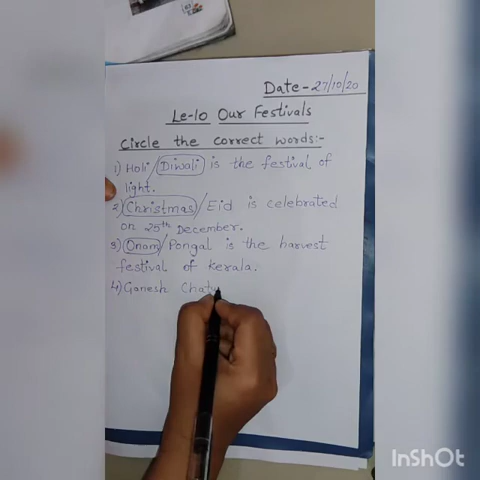 Date-27/10/20
Le-10 Our Festivals
Circle the correct words:-
1) Holi/Diwali is the festival of
light.
2) Christmas/Eid is celebrated
on 25th December.
3) Onam/Pongal is the harvest
festival of Kerala.
4) Ganesh Chatu
InShOt